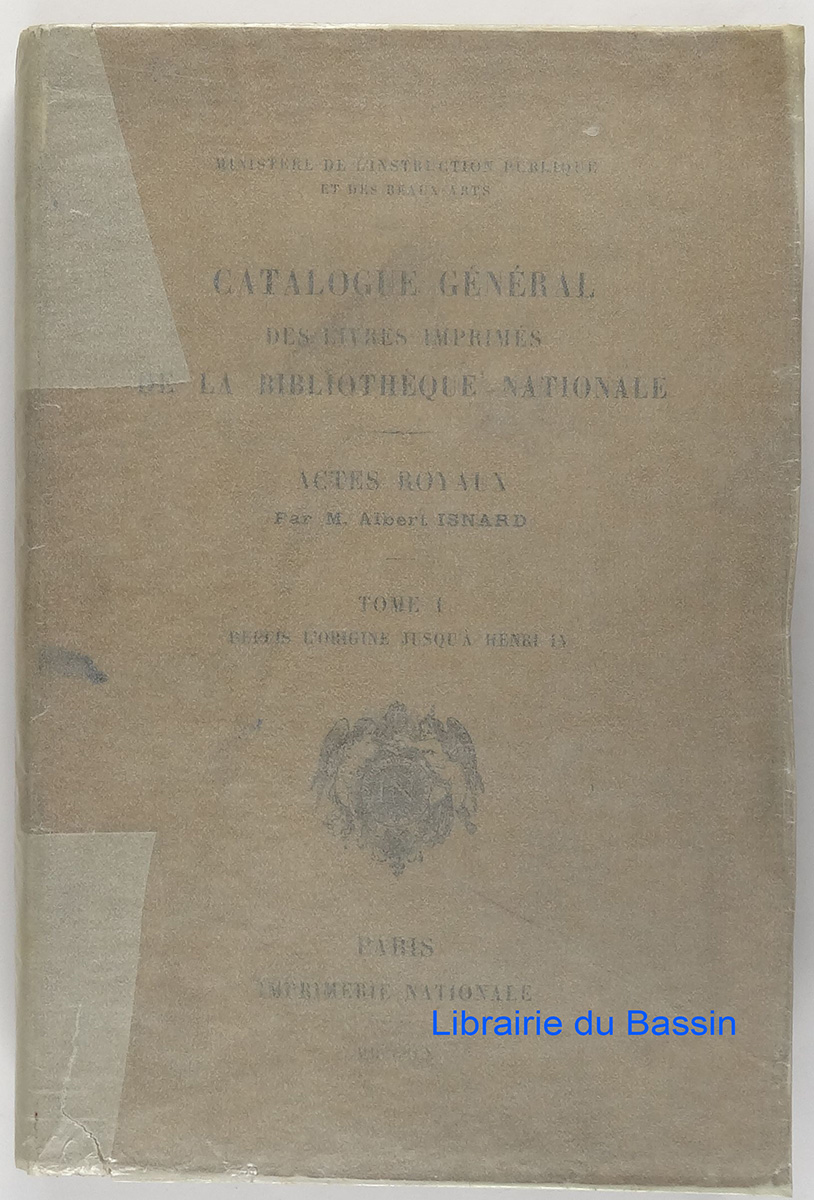 MINISTÈRE DE L'INSTRUCTION PUBLIQUE
ET DES BEAUX-ARTS
CATALOGUE GÉNÉRAL
DES LIVRES IMPRIMÉS
DE LA BIBLIOTHÈQUE NATIONALE
ACTES ROYAUX
Par M. Albert ISNARD
TOME I
DEPUIS L'ORIGINE JUSQU'À HENRI IV
PARIS
IMPRIMERIE NATIONALE
Librairie du Bassin